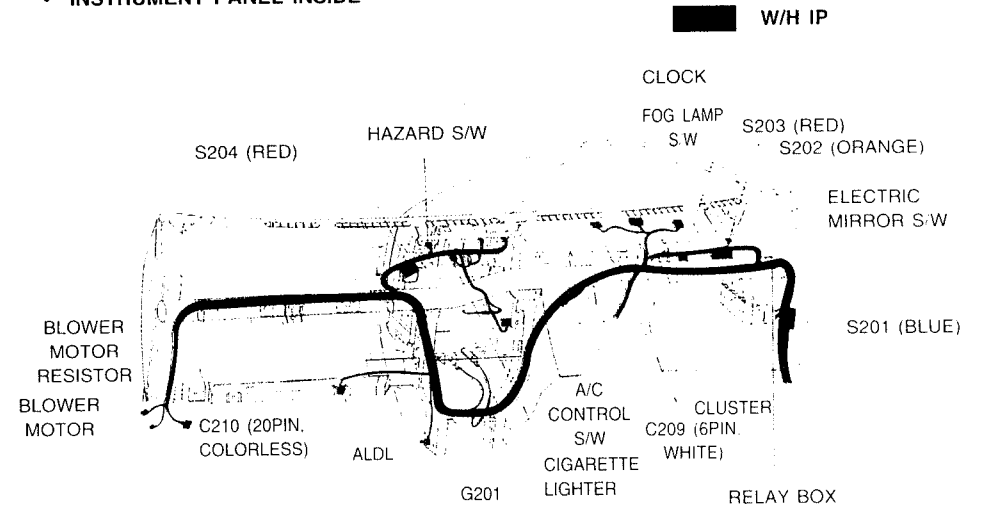 INSTRUMENT PANEL INSIDE
W/H IP
CLOCK
FOG LAMP
S/W
HAZARD S/W
S203 (RED)
S202 (ORANGE)
S204 (RED)
ELECTRIC
MIRROR S/W
BLOWER
MOTOR
RESISTOR
S201 (BLUE)
BLOWER
MOTOR
C210 (20PIN.
COLORLESS)
ALDL
G201
A/C
CONTROL
S/W
CIGARETTE
LIGHTER
CLUSTER
C209 (6PIN.
WHITE)
RELAY BOX